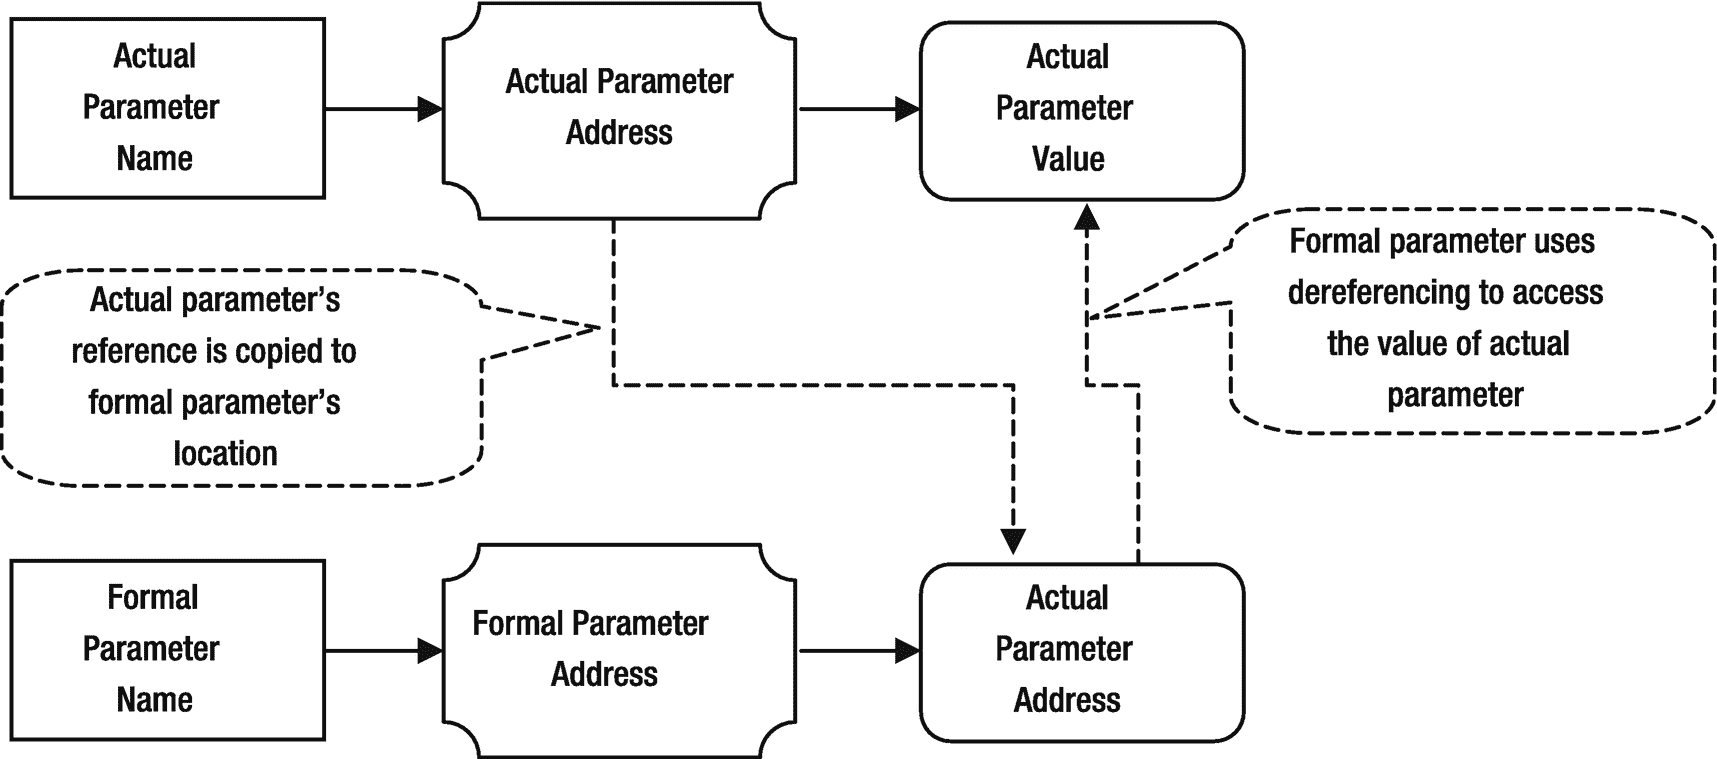 Actual
Parameter
Name
Actual Parameter
Address
Actual
Parameter
Value
Actual parameter’s
reference is copied to
formal parameter’s
location
Formal parameter uses
dereferencing to access
the value of actual
parameter
Formal
Parameter
Name
Formal Parameter
Address
Actual
Parameter
Address